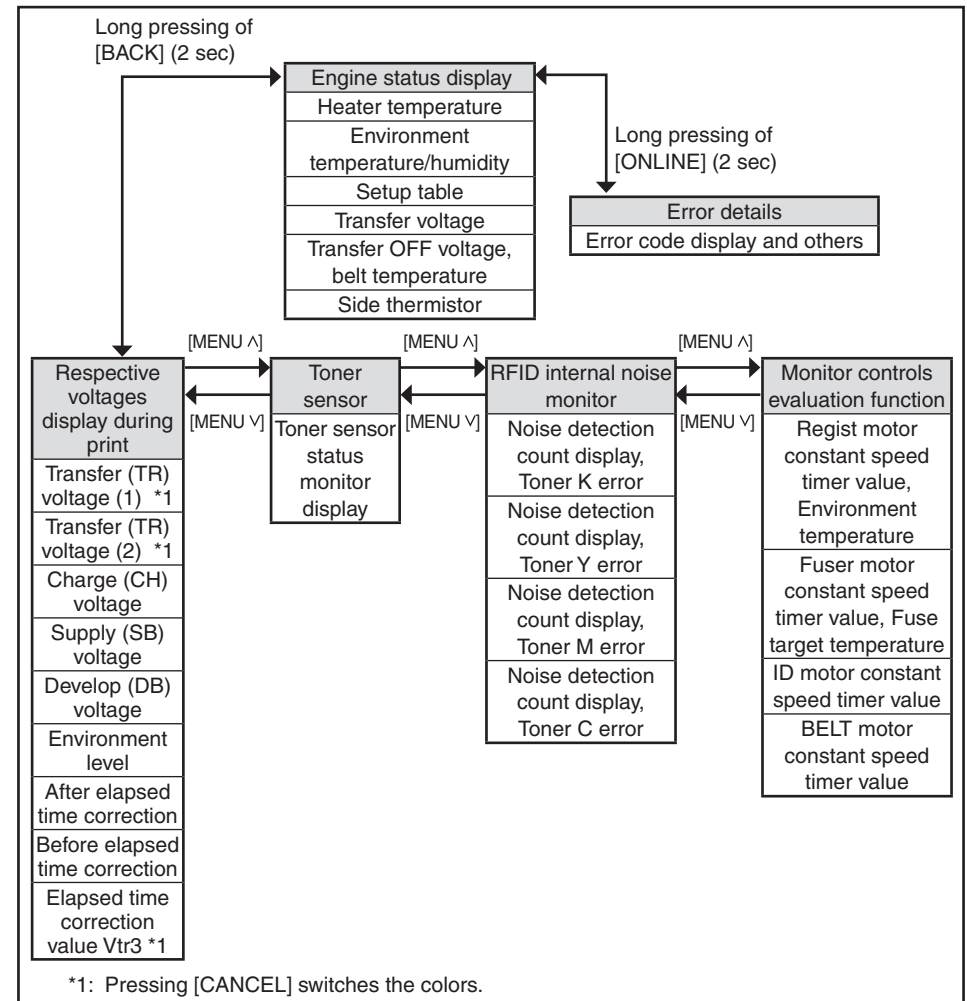 Long pressing of
[BACK] (2 sec)
Engine status display
Heater temperature
Environment
temperature/humidity
Setup table
Transfer voltage
Transfer OFF voltage,
belt temperature
Side thermistor
Long pressing of
[ONLINE] (2 sec)
Error details
Error code display and others
[MENU ∧]
[MENU ∧]
[MENU ∧]
[MENU ∨]
[MENU ∨]
[MENU ∨]
Respective
voltages
display during
print
Transfer (TR)
voltage (1) *1
Transfer (TR)
voltage (2) *1
Charge (CH)
voltage
Supply (SB)
voltage
Develop (DB)
voltage
Environment
level
After elapsed
time correction
Before elapsed
time correction
Elapsed time
correction
value Vtr3 *1
Toner
sensor
Toner sensor
status
monitor
display
RFID internal noise
monitor
Noise detection
count display,
Toner K error
Noise detection
count display,
Toner Y error
Noise detection
count display,
Toner M error
Noise detection
count display,
Toner C error
Monitor controls
evaluation function
Regist motor
constant speed
timer value,
Environment
temperature
Fuser motor
constant speed
timer value, Fuse
target temperature
ID motor constant
speed timer value
BELT motor
constant speed
timer value
*1: Pressing [CANCEL] switches the colors.